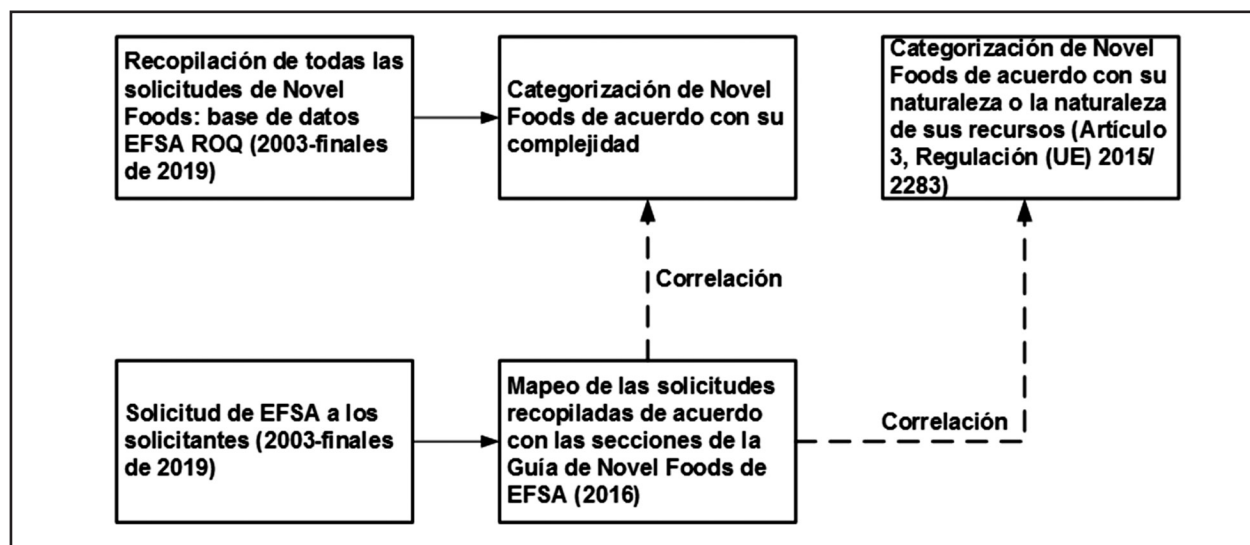 Recopilación de todas las
solicitudes de Novel
Foods: base de datos
EFSA ROQ (2003-finales
de 2019)
Categorización de Novel
Foods de acuerdo con su
complejidad
Categorización de Novel
Foods de acuerdo con su
naturaleza o la naturaleza
de sus recursos (Artículo
3, Regulación (UE) 2015/
2283)
Correlación
Solicitud de EFSA a los
solicitantes (2003-finales
de 2019)
Mapeo de las solicitudes
recopiladas de acuerdo
con las secciones de la
Guía de Novel Foods de
EFSA (2016)
Correlación